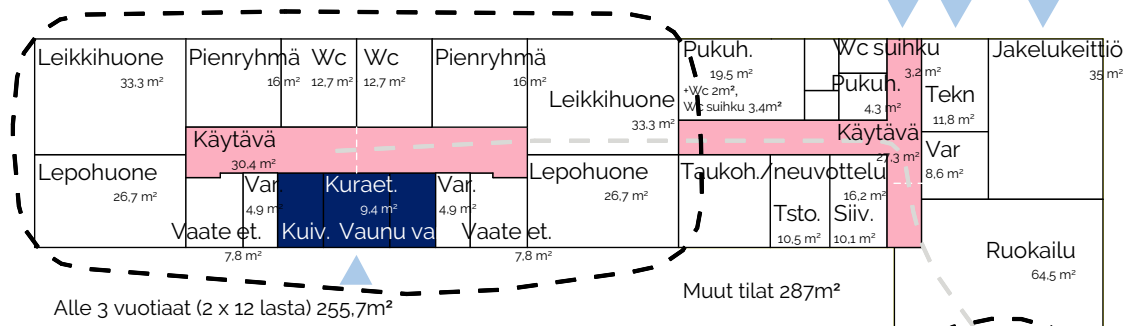 Leikkihuone
33.3 m²
Pienryhmä
16 m²
Wc
12,7 m²
Wc
12,7 m²
Pienryhmä
16 m²
Leikkihuone
33.3 m²
Käytävä
30.4 m²
Lepohuone
26,7 m²
Var.
4.9 m²
Kuraet.
9.4 m²
Var.
4.9 m²
Lepohuone
26,7 m²
Vaate et.
7,8 m²
Kuiv.
Vaunu va
Vaate et.
7,8 m²
Alle 3 vuotiaat (2 x 12 lasta) 255,7m²
Pukuh.
19.5 m²
+Wc 2m²,
Wc suihku 3.4m²
Wc suihku
3.2 m²
Pukuh.
4.3 m²
Jakelukeittiö
35 m²
Tekn
11,8 m²
Käytävä
27.3 m²
Var
8,6 m²
Taukoh./neuvottelu
16,2 m²
Tsto.
10,5 m²
Siiv.
10,1 m²
Ruokailu
64,5 m²
Muut tilat 287m²